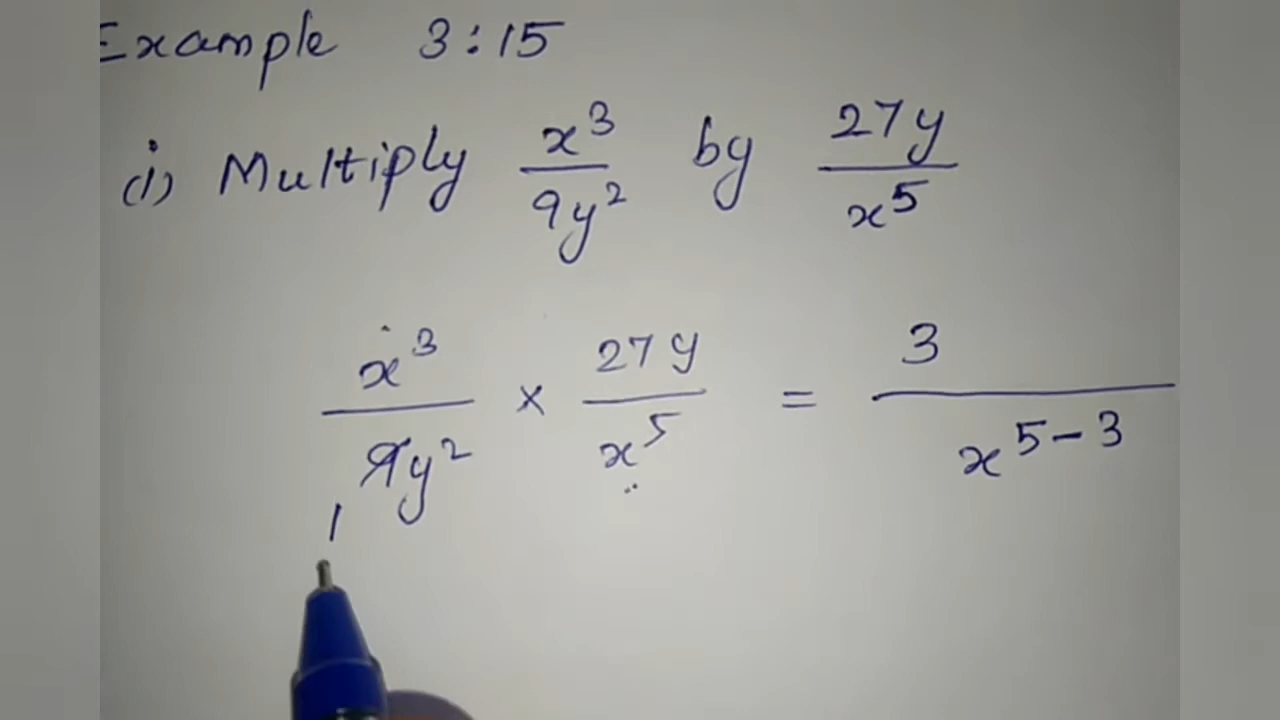 Example 3:15
(i) Multiply x³/9y² by 27y/x⁵
x³/9y² × 27y/x⁵ = 3/x⁵⁻³
1